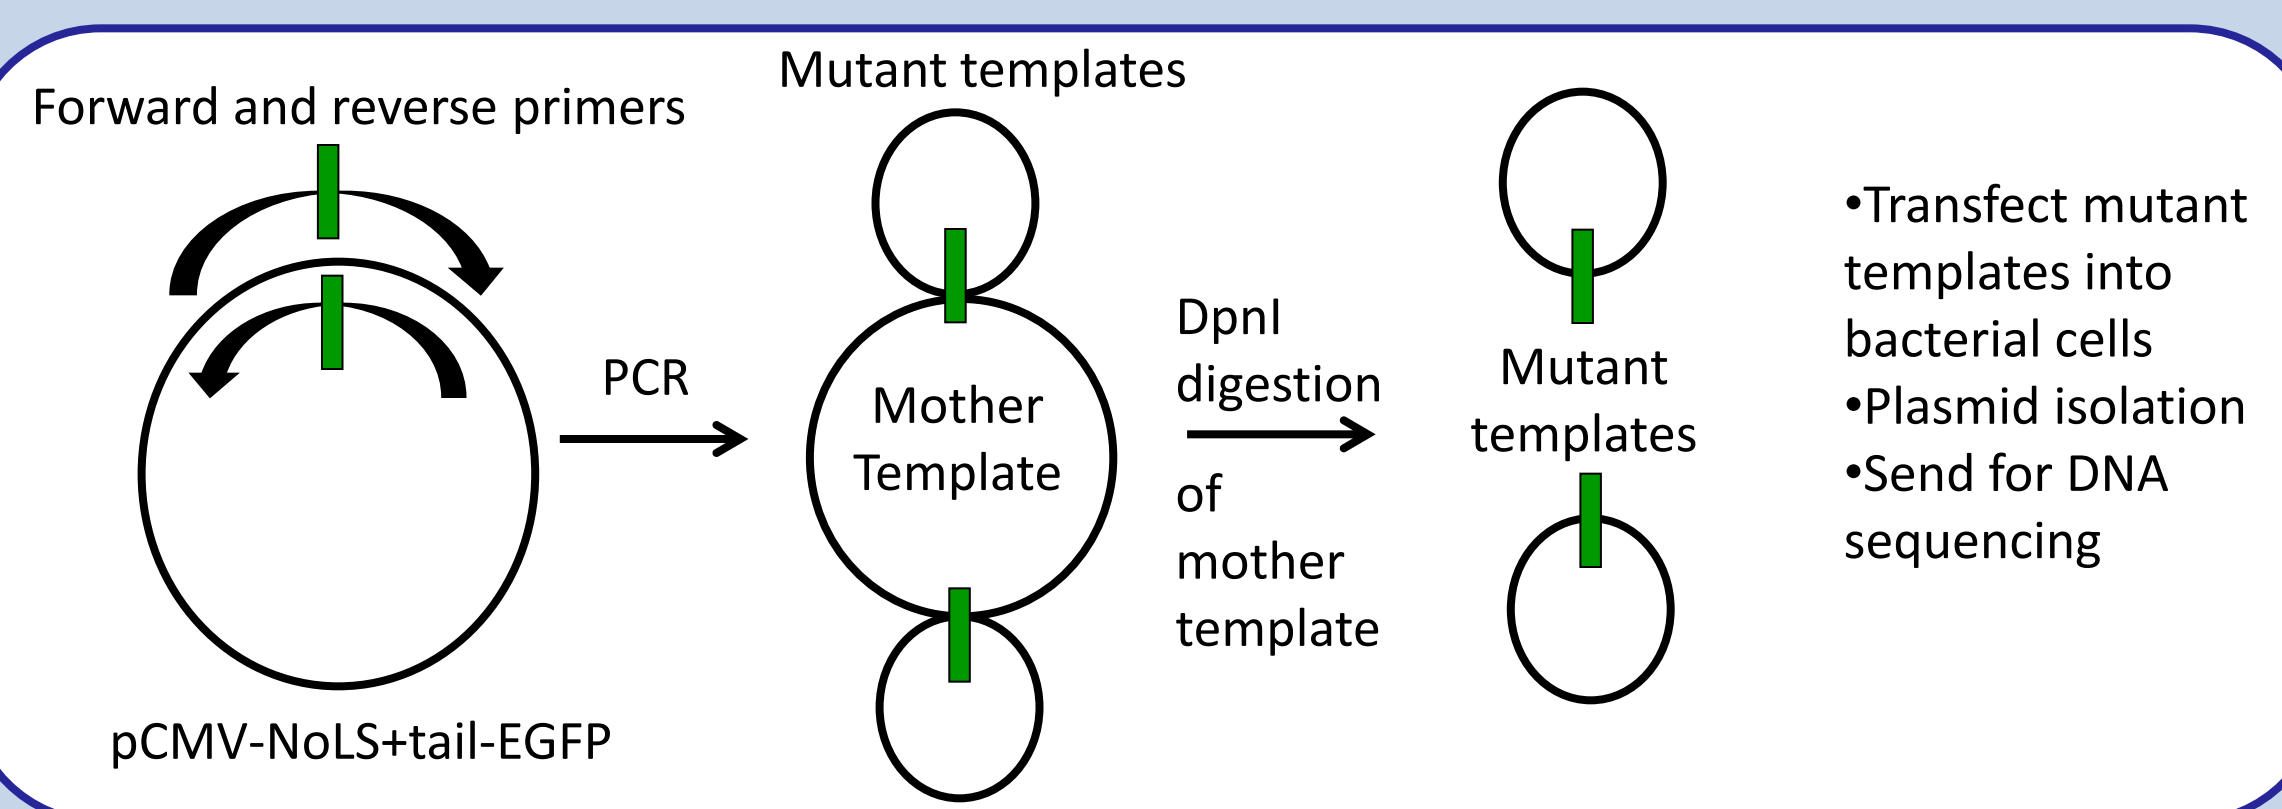 Forward and reverse primers
pCMV-NoLS+tail-EGFP
PCR
Mutant templates
Mother
Template
DpnI
digestion
of
mother
template
Mutant
templates
•Transfect mutant
templates into
bacterial cells
•Plasmid isolation
•Send for DNA
sequencing